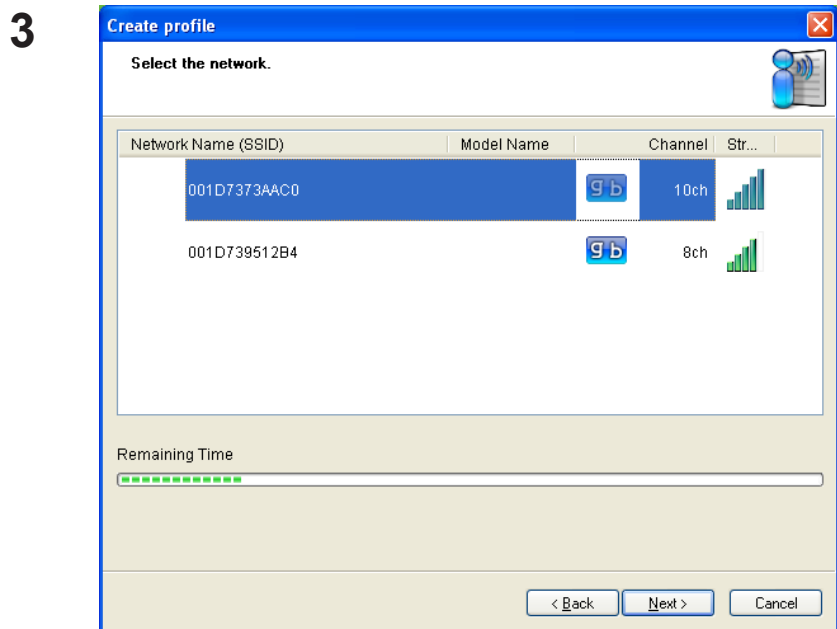 3
Create profile
Select the network.
Network Name (SSID) Model Name Channel Str...
001D7373AAC0 g b 10ch
001D739512B4 g b 8ch
Remaining Time
< Back Next > Cancel